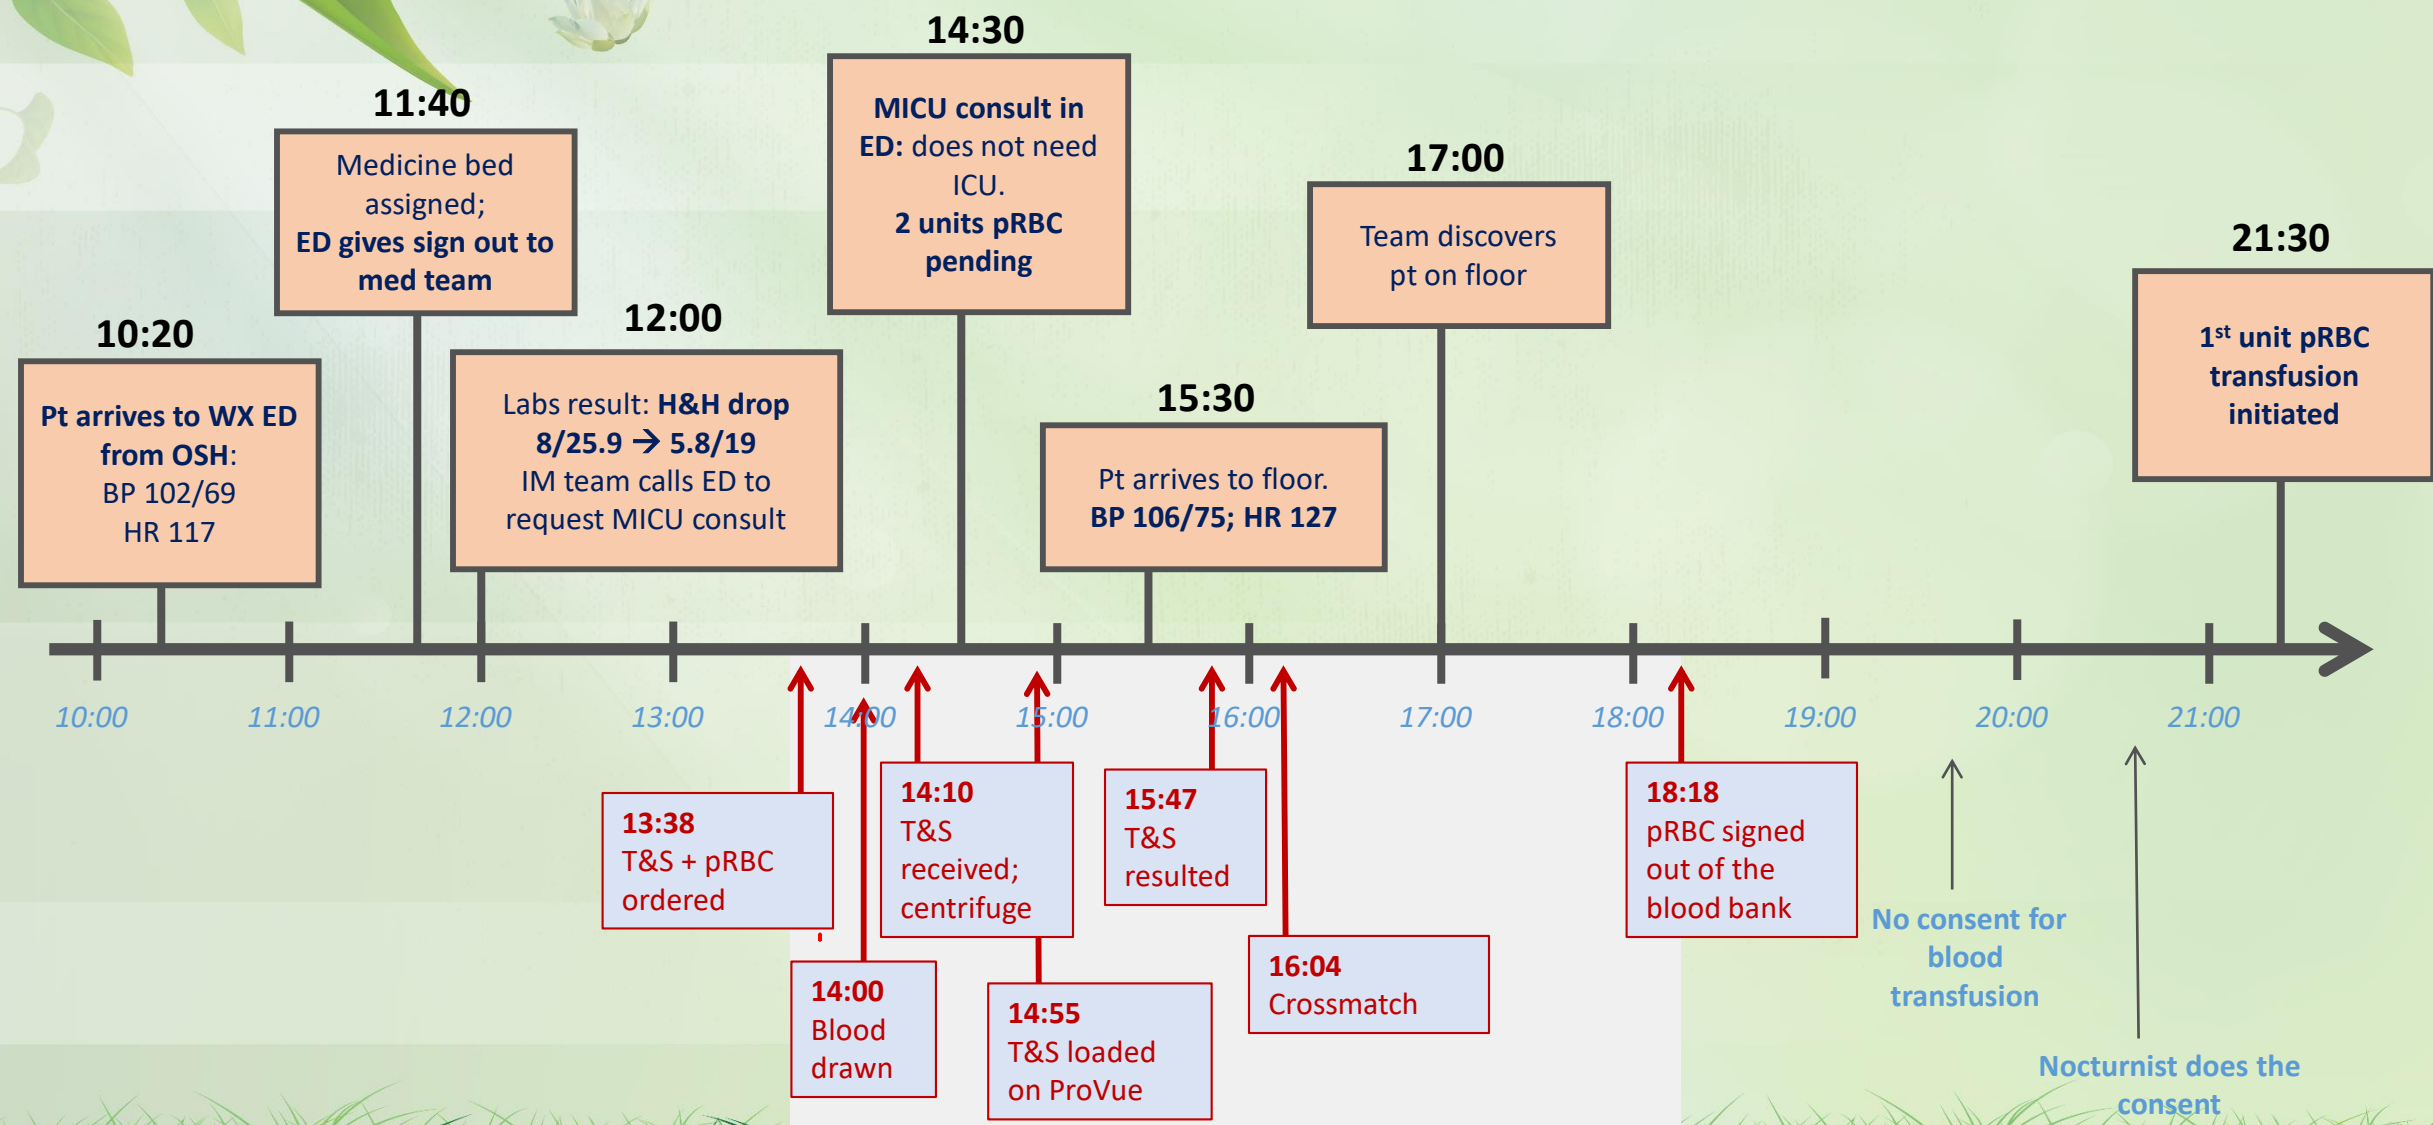 10:20
Pt arrives to WX ED
from OSH:
BP 102/69
HR 117
11:40
Medicine bed
assigned;
ED gives sign out to
med team
12:00
Labs result: H&H drop
8/25.9 → 5.8/19
IM team calls ED to
request MICU consult
14:30
MICU consult in
ED: does not need
ICU.
2 units pRBC
pending
15:30
Pt arrives to floor.
BP 106/75; HR 127
17:00
Team discovers
pt on floor
21:30
1st unit pRBC
transfusion
initiated
10:00 11:00 12:00 13:00 14:00 15:00 16:00 17:00 18:00 19:00 20:00 21:00
13:38
T&S + pRBC
ordered
14:00
Blood
drawn
14:10
T&S
received;
centrifuge
14:55
T&S loaded
on ProVue
15:47
T&S
resulted
16:04
Crossmatch
18:18
pRBC signed
out of the
blood bank
No consent for
blood
transfusion
Nocturnist does the
consent